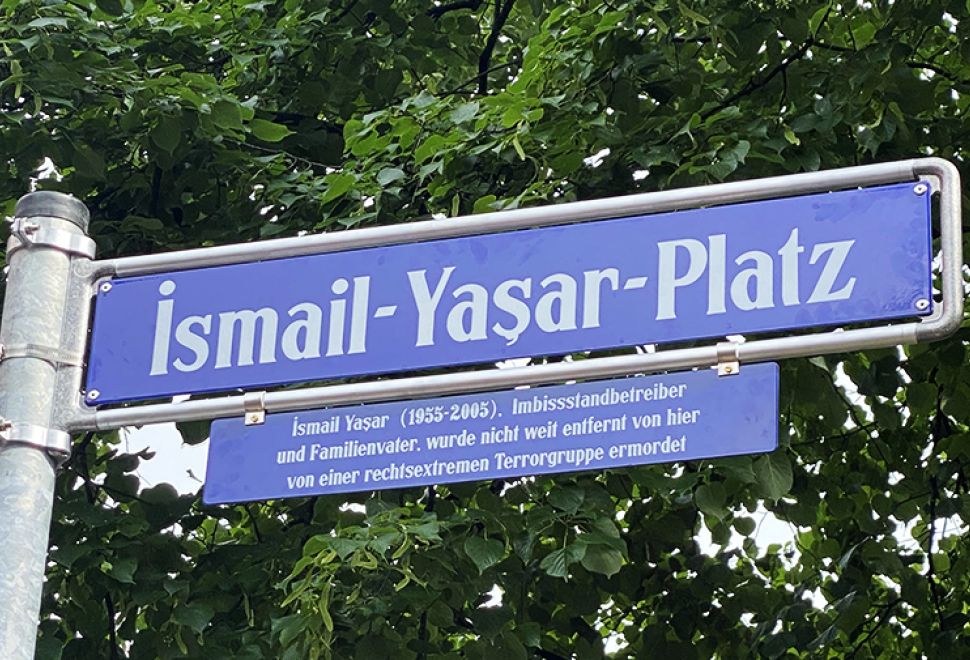 İsmail-Yaşar-Platz
İsmail Yaşar (1955-2005), Imbissstandbetreiber
und Familienvater, wurde nicht weit entfernt von hier
von einer rechtsextremen Terrorgruppe ermordet